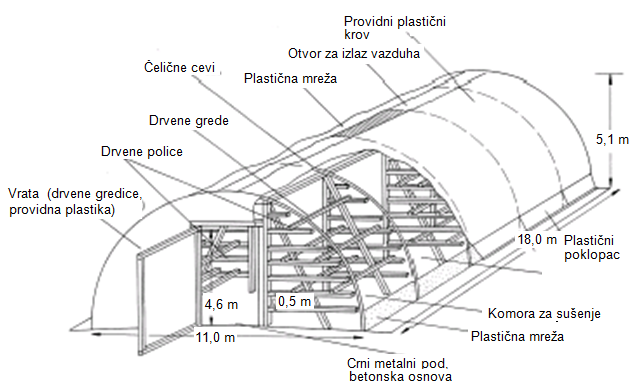 Providni plastični
krov
Otvor za izlaz vazduha
Čelične cevi
Plastična mreža
Drvene grede
Drvene police
Vrata (drvene gredice,
providna plastika)
5,1 m
18,0 m
Plastični
poklopac
4,6 m
0,5 m
11,0 m
Komora za sušenje
Plastična mreža
Crni metalni pod,
betonska osnova